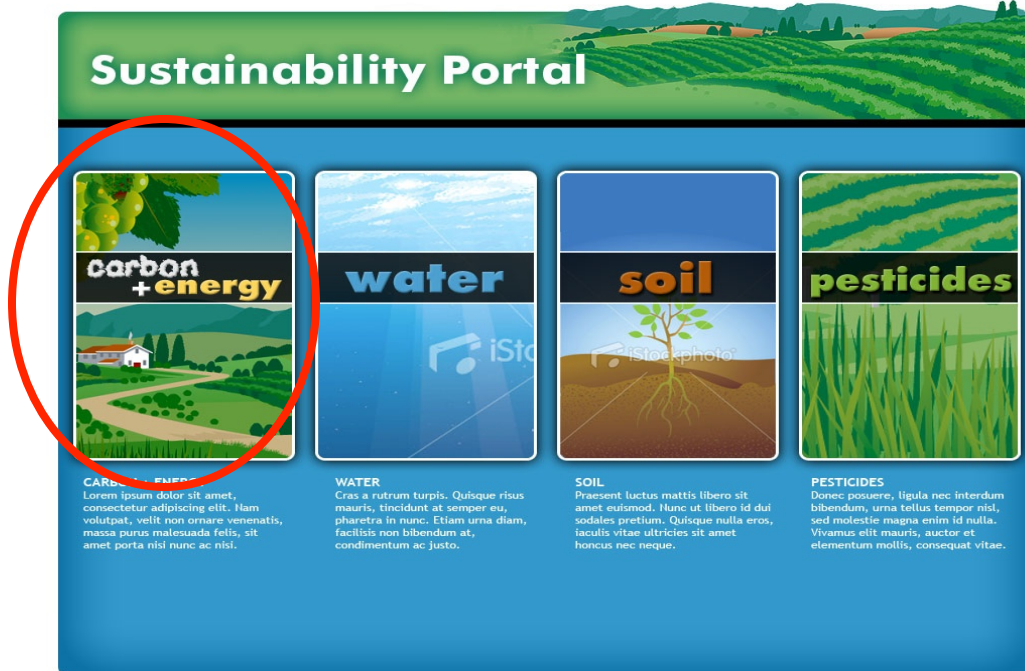 Sustainability Portal
carbon
+energy
water
soil
pesticides
iStc
iStockphoto
CARBON + ENERGY
Lorem ipsum dolor sit amet,
consectetur adipiscing elit. Nam
volutpat, velit non ornare venenatis,
massa purus malesuada felis, sit
amet porta nisi nunc ac nisi.
WATER
Cras a rutrum turpis. Quisque risus
mauris, tincidunt at semper eu,
pharetra in nunc. Etiam urna diam,
facilisis non bibendum at,
condimentum ac justo.
SOIL
Praesent luctus mattis libero sit
amet euismod. Nunc ut libero id dui
sodales pretium. Quisque nulla eros,
iaculis vitae ultricies sit amet
honcus nec neque.
PESTICIDES
Donec posuere, ligula nec interdum
bibendum, urna tellus tempor nisl,
sed molestie magna enim id nulla.
Vivamus elit mauris, auctor et
elementum mollis, consequat vitae.